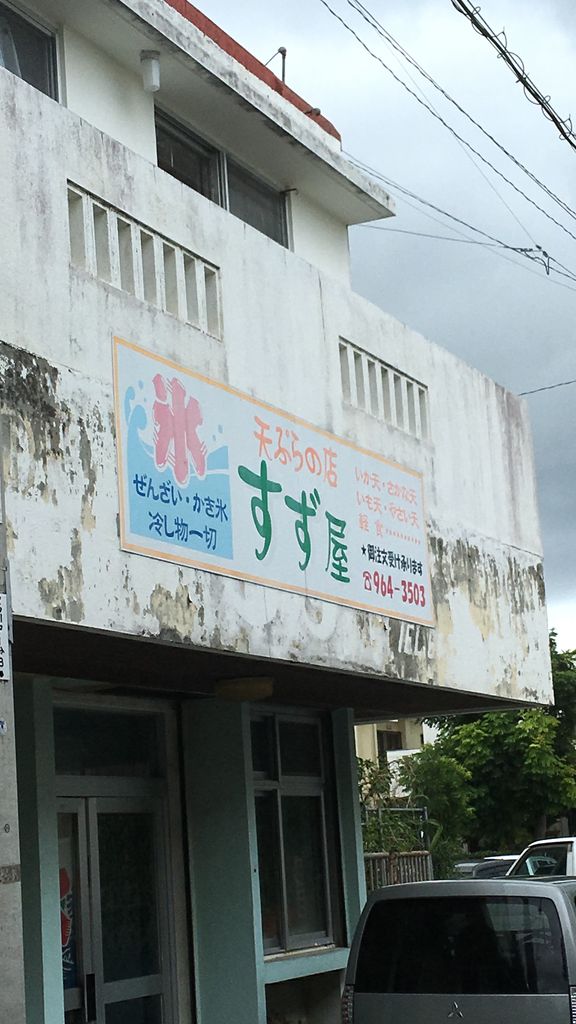 氷
ぜんざい・かき氷
冷し物一切
天ぷらの店
すず屋
いか天・さかな天
いも天・やさい天
軽食・・・・・・・・・・
★御注文受け承ります
☎964-3503